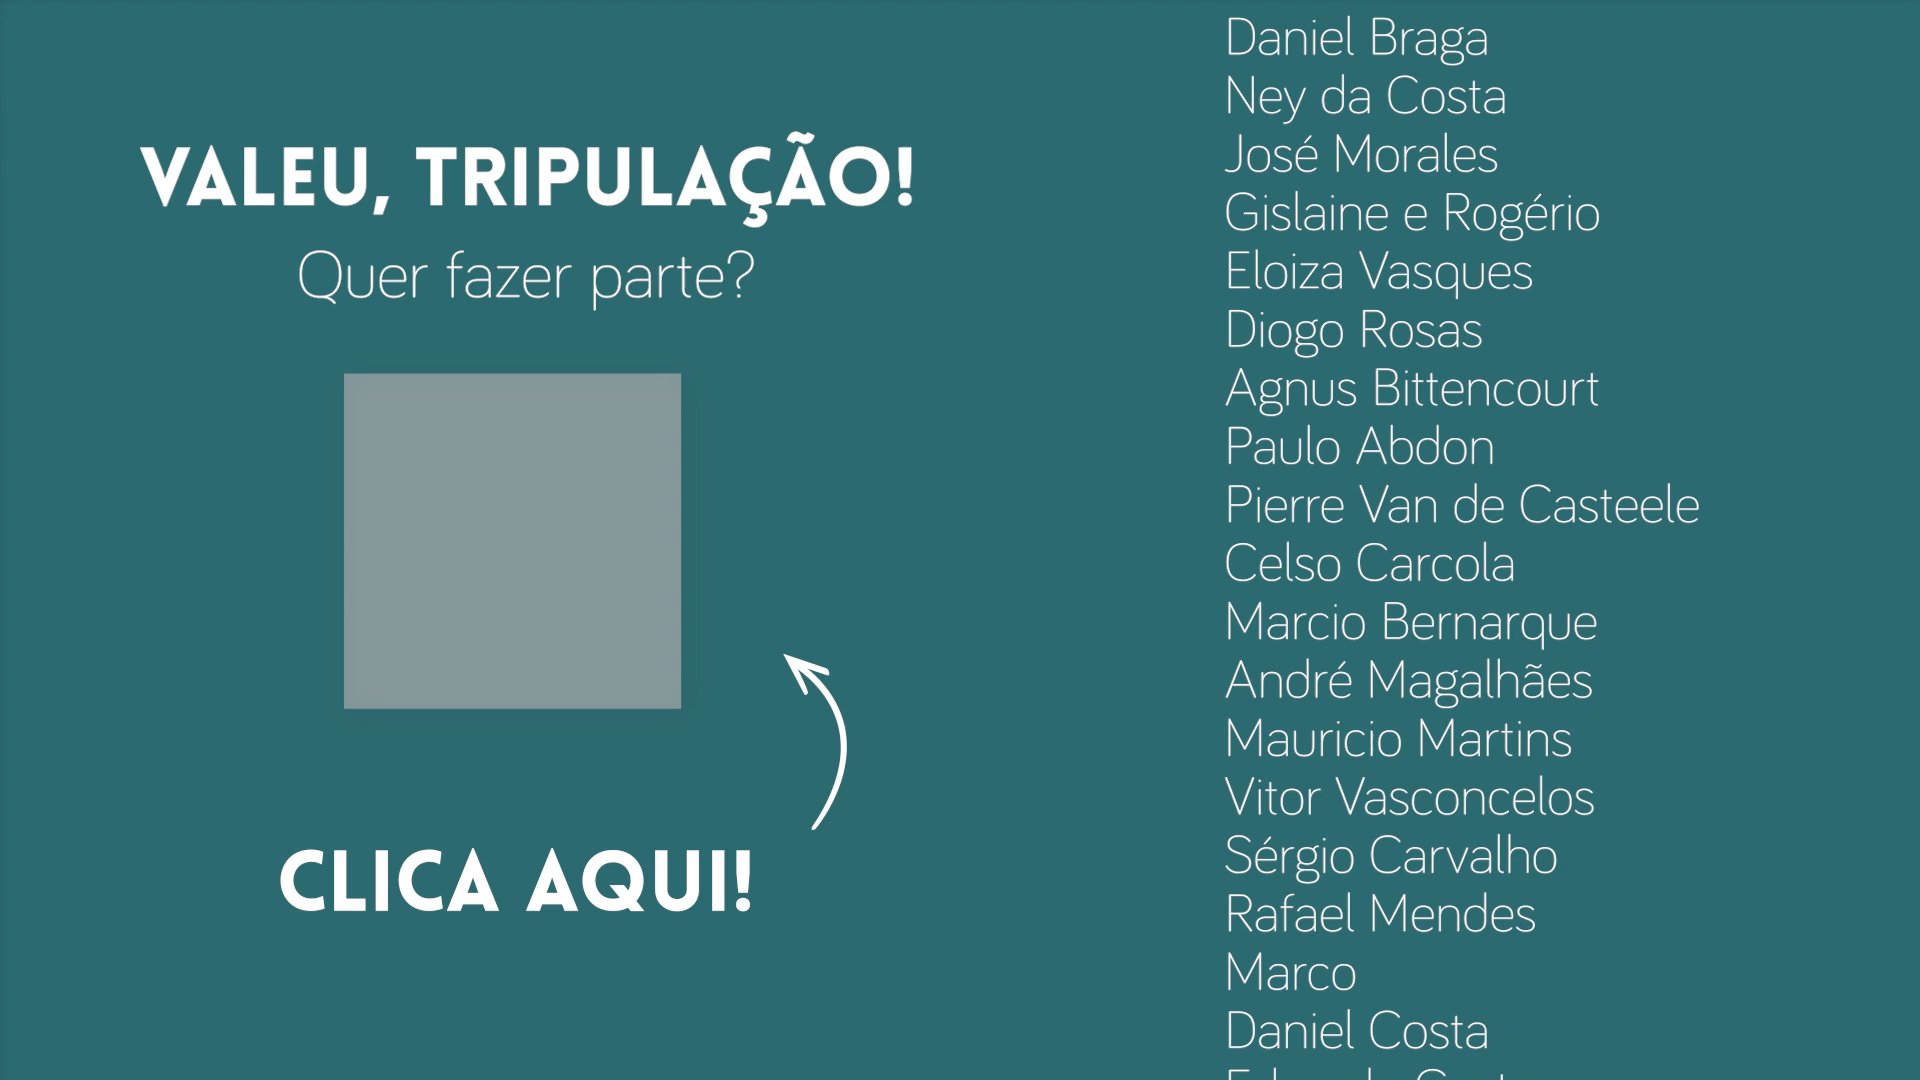 VALEU, TRIPULAÇÃO!
Quer fazer parte?
CLICA AQUI!
Daniel Braga
Ney da Costa
José Morales
Gislaine e Rogério
Eloiza Vasques
Diogo Rosas
Agnus Bittencourt
Paulo Abdon
Pierre Van de Casteele
Celso Carcola
Marcio Bernarque
André Magalhães
Mauricio Martins
Vitor Vasconcelos
Sérgio Carvalho
Rafael Mendes
Marco
Daniel Costa